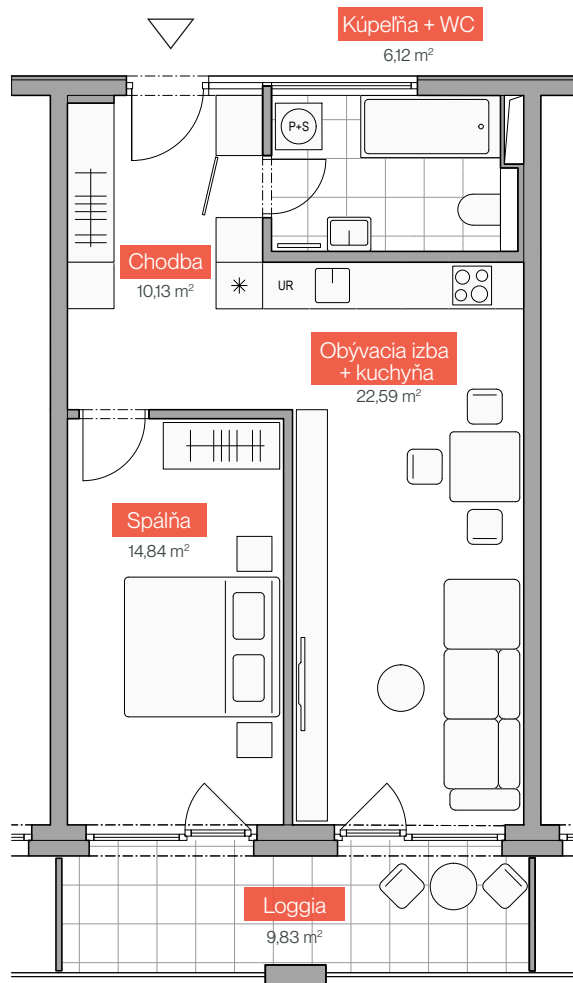 Kúpeľňa + WC
6,12 m²
P+S
Chodba
10,13 m²
UR
Obývacia izba
+ kuchyňa
22,59 m²
Spálňa
14,84 m²
Loggia
9,83 m²